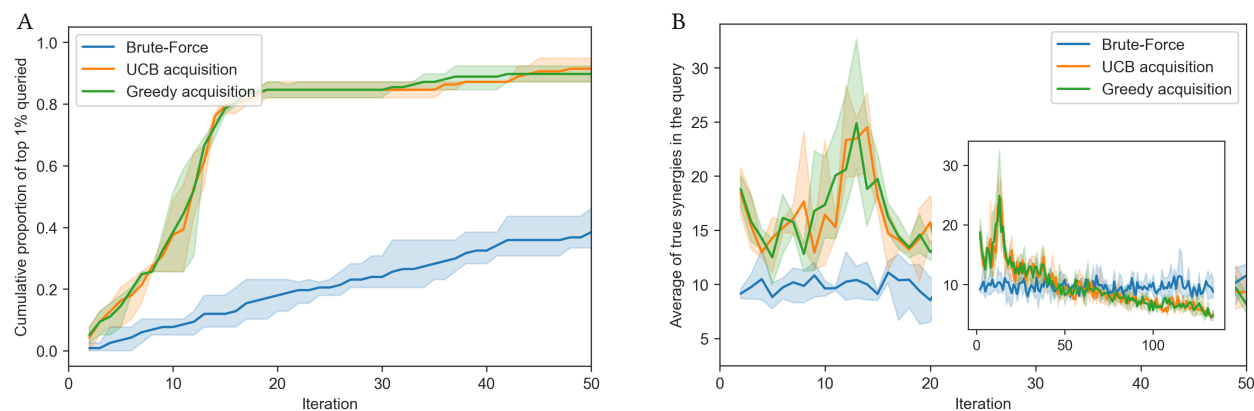 A
Cumulative proportion of top 1% queried
1.0
0.8
0.6
0.4
0.2
0.0
Brute-Force
UCB acquisition
Greedy acquisition
0
10
20
30
40
50
Iteration
B
Average of true synergies in the query
30
25
20
15
10
5
Brute-Force
UCB acquisition
Greedy acquisition
30
20
10
0
50
100
0
10
20
30
40
50
Iteration